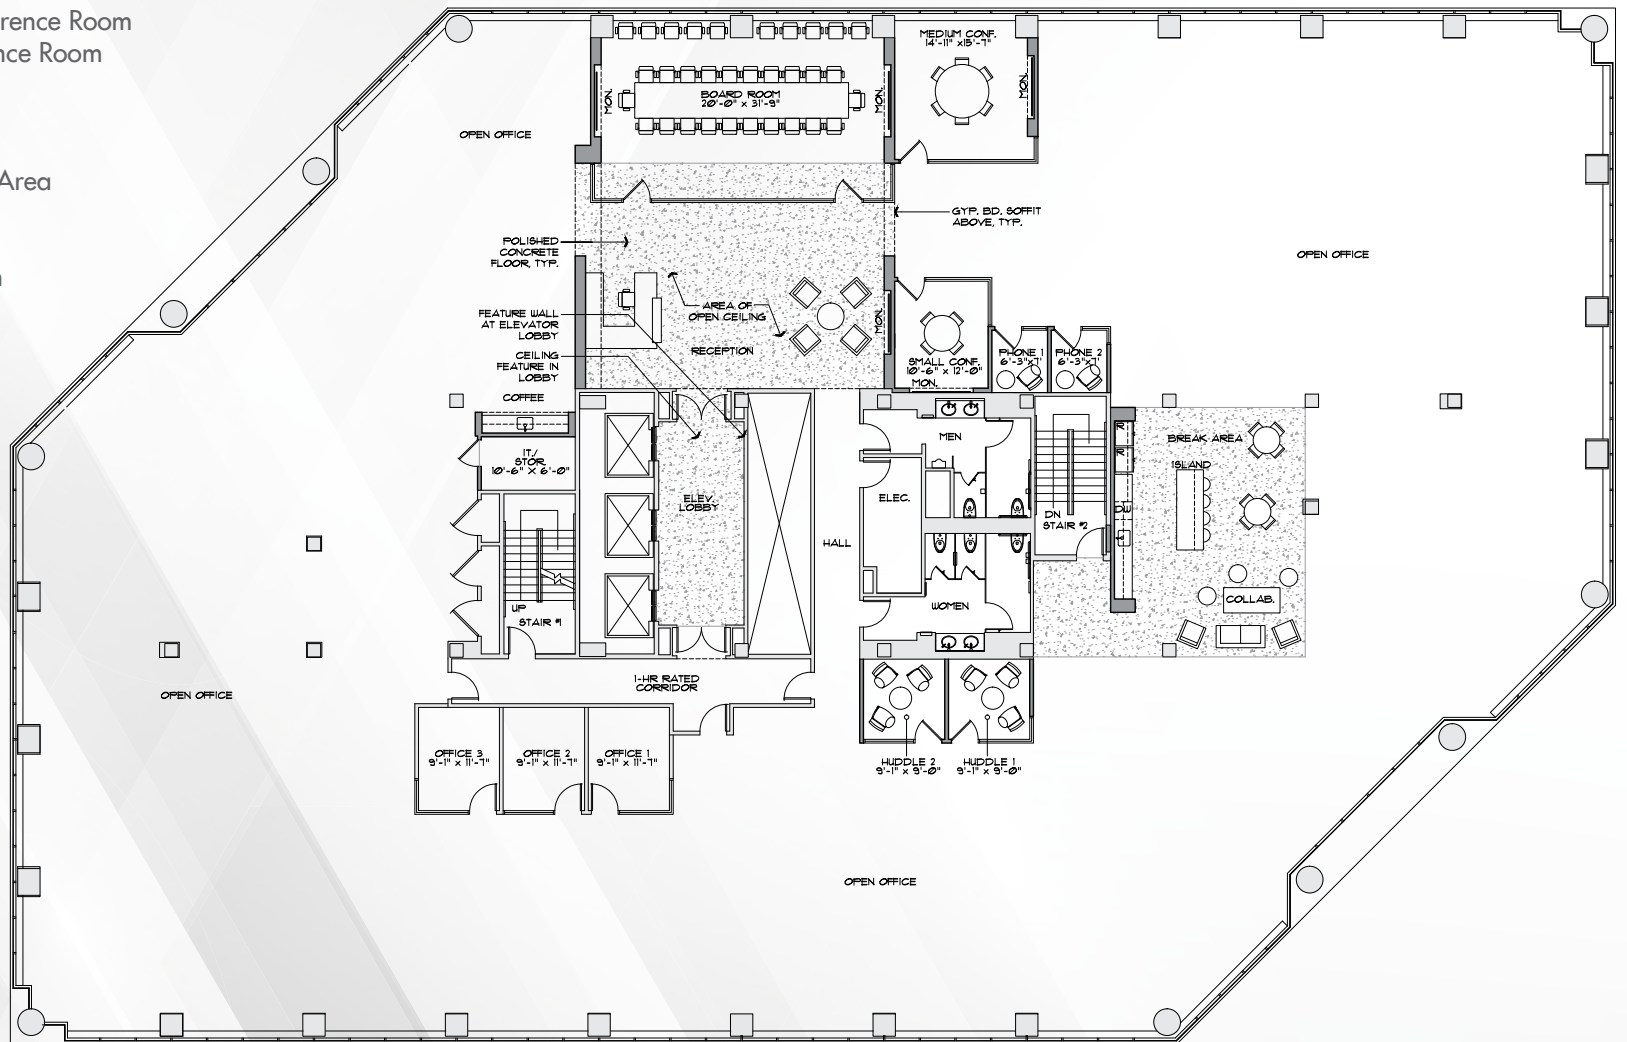 rence Room
nce Room
Area
MEDIUM CONF.
14'-11" x15'-7"
MON.
BOARD ROOM
20'-0" x 31'-9"
MON.
MON.
OPEN OFFICE
GYP. BD. SOFFIT
ABOVE, TYP.
POLISHED
CONCRETE
FLOOR, TYP.
OPEN OFFICE
FEATURE WALL
AT ELEVATOR
LOBBY
AREA OF
OPEN CEILING
MON.
CEILING
FEATURE IN
LOBBY
RECEPTION
SMALL CONF.
10'-6" x 12'-0"
MON.
PHONE 1
6'-3"x7'
PHONE 2
6'-3"x7'
COFFEE
IT./
STOR.
10'-6" X 6'-0"
MEN
BREAK AREA
ISLAND
ELEV.
LOBBY
ELEC.
DN
STAIR #2
DW
HALL
UP
STAIR #1
WOMEN
COLLAB.
1-HR RATED
CORRIDOR
OPEN OFFICE
OFFICE 3
9'-1" x 11'-7"
OFFICE 2
9'-1" x 11'-7"
OFFICE 1
9'-1" x 11'-7"
HUDDLE 2
9'-1" x 9'-0"
HUDDLE 1
9'-1" x 9'-0"
OPEN OFFICE